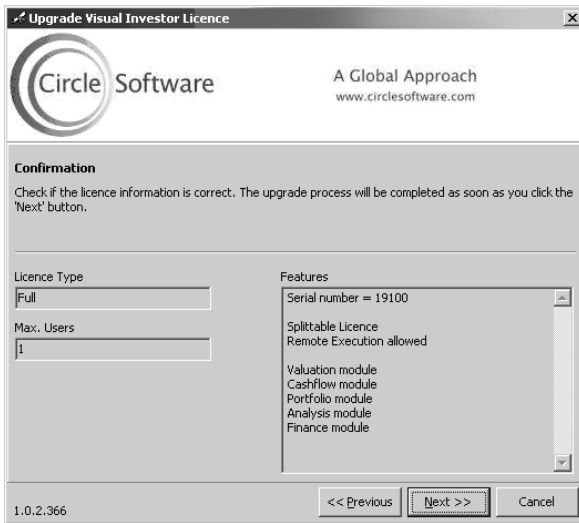 Upgrade Visual Investor Licence
Circle Software
A Global Approach
www.circlesoftware.com
Confirmation
Check if the licence information is correct. The upgrade process will be completed as soon as you click the
'Next' button.
Licence Type
Full
Max. Users
1
Features
Serial number = 19100
Splittable Licence
Remote Execution allowed
Valuation module
Cashflow module
Portfolio module
Analysis module
Finance module
1.0.2.366
<< Previous
Next >>
Cancel